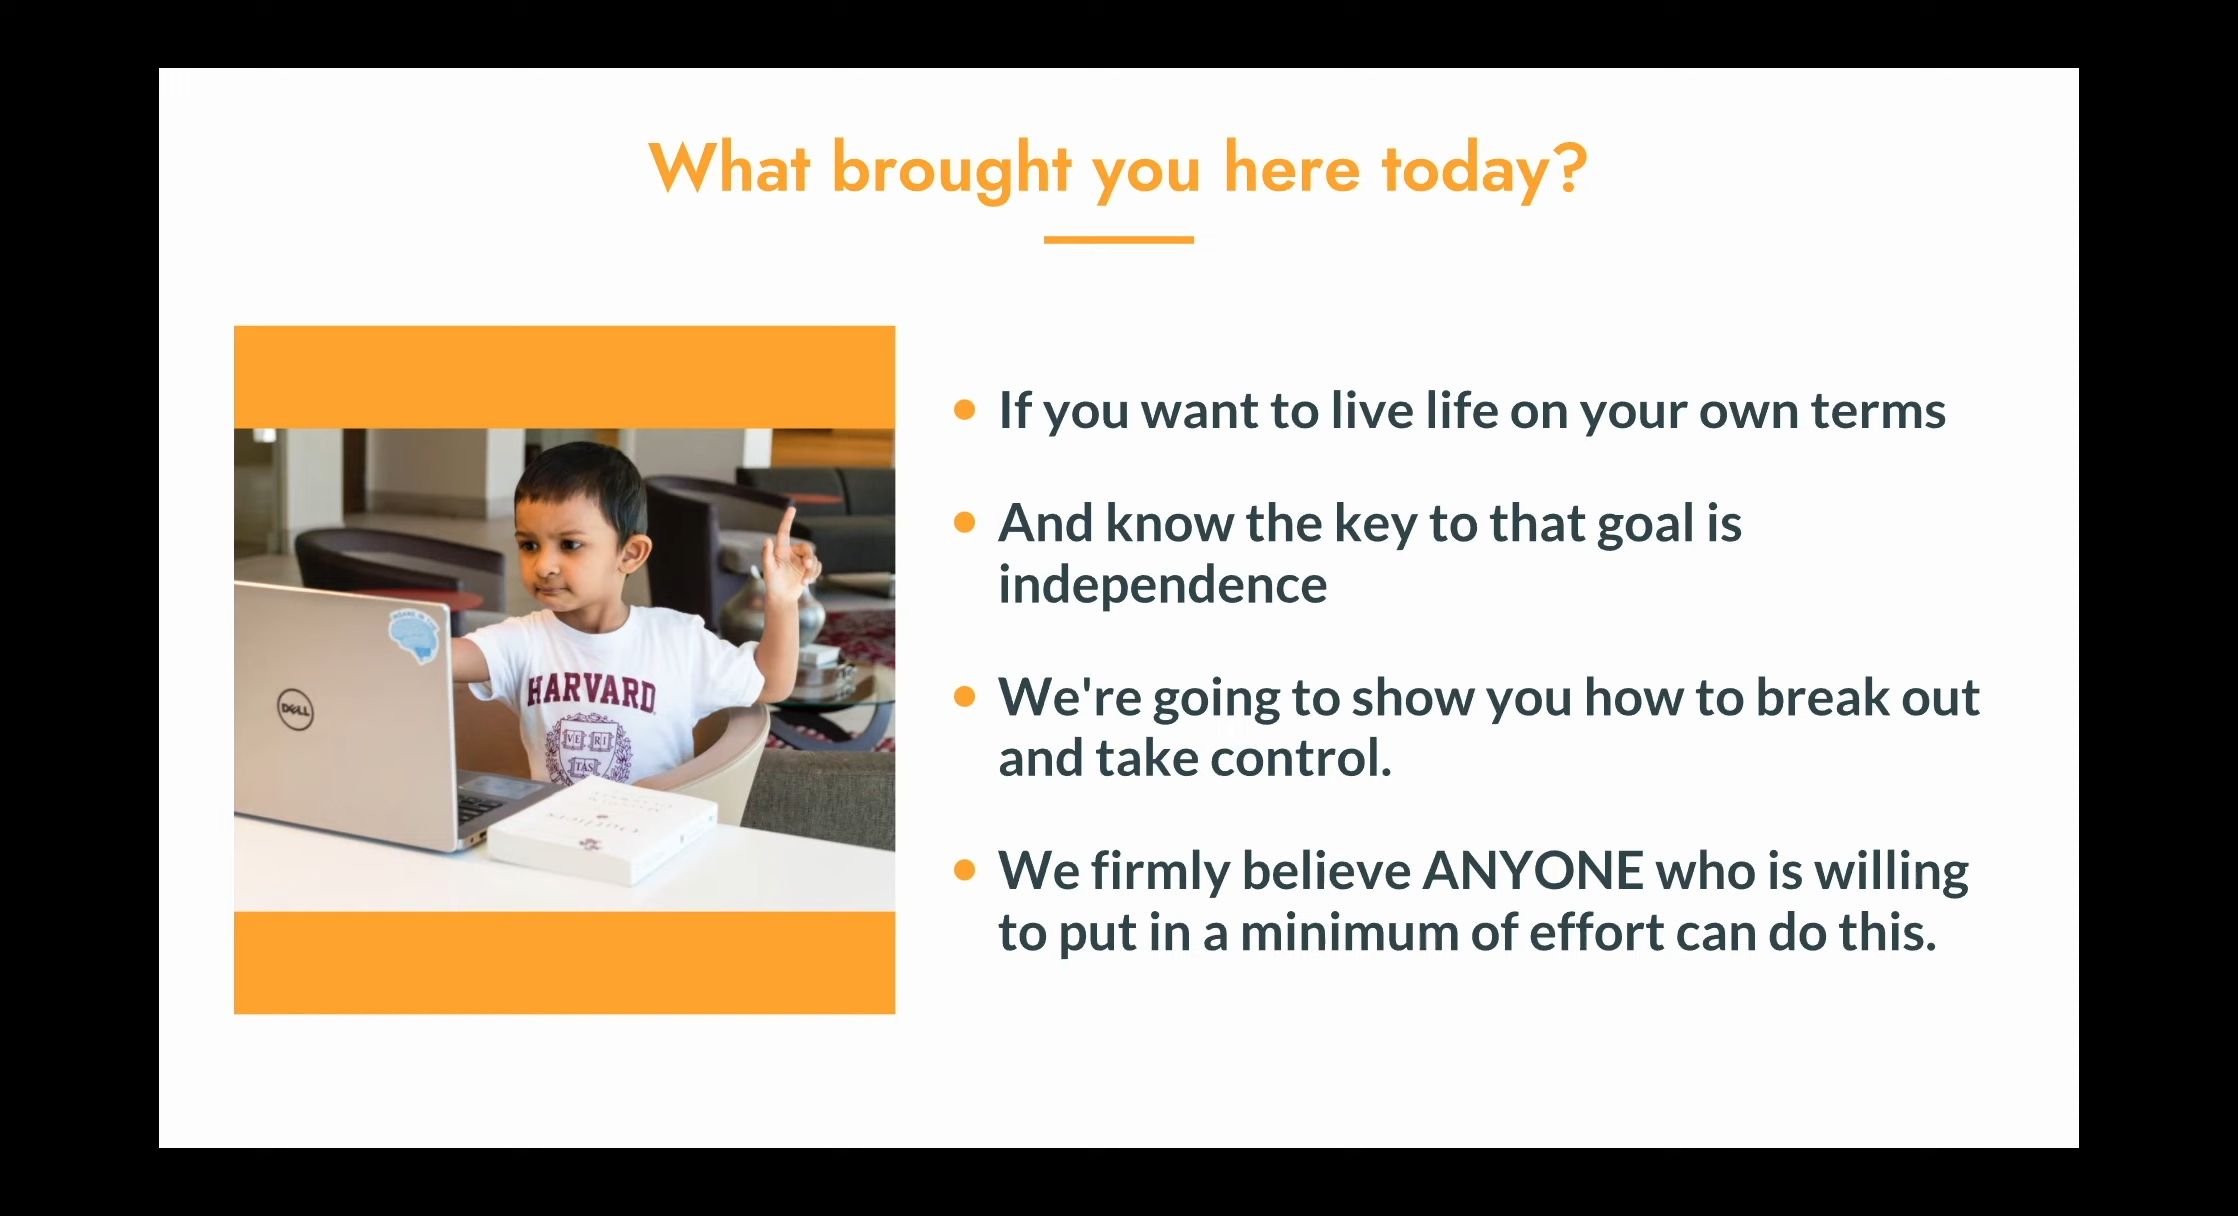 What brought you here today?
If you want to live life on your own terms
And know the key to that goal is
independence
We're going to show you how to break out
and take control.
We firmly believe ANYONE who is willing
to put in a minimum of effort can do this.
INSANE IN
DELL
HARVARD
VE RI
TAS
Outliers